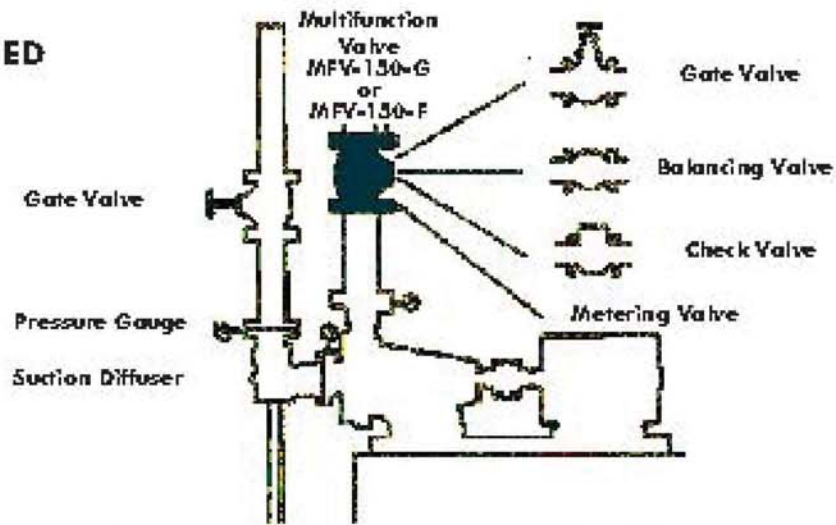 ED
Multifunction
Valve
MFV-150-G
or
MFV-150-F
Gate Valve
Balancing Valve
Check Valve
Metering Valve
Gate Valve
Pressure Gauge
Suction Diffuser